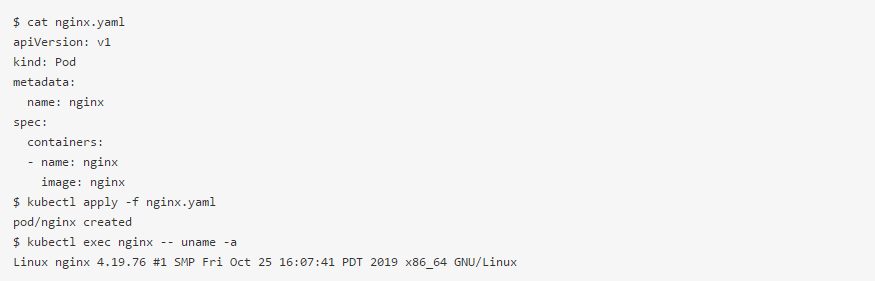 $ cat nginx.yaml
apiVersion: v1
kind: Pod
metadata:
  name: nginx
spec:
  containers:
  - name: nginx
    image: nginx
$ kubectl apply -f nginx.yaml
pod/nginx created
$ kubectl exec nginx -- uname -a
Linux nginx 4.19.76 #1 SMP Fri Oct 25 16:07:41 PDT 2019 x86_64 GNU/Linux